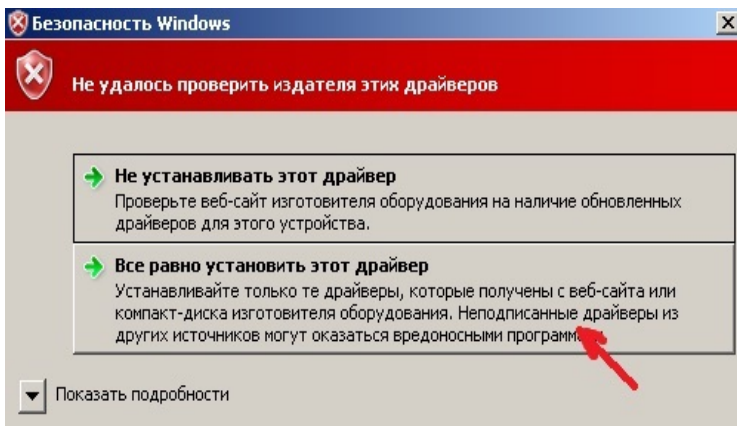 Безопасность Windows
Не удалось проверить издателя этих драйверов
Не устанавливать этот драйвер
Проверьте веб-сайт изготовителя оборудования на наличие обновленных
драйверов для этого устройства.
Все равно установить этот драйвер
Устанавливайте только те драйверы, которые получены с веб-сайта или
компакт-диска изготовителя оборудования. Неподписанные драйверы из
других источников могут оказаться вредоносными
Показать подробности